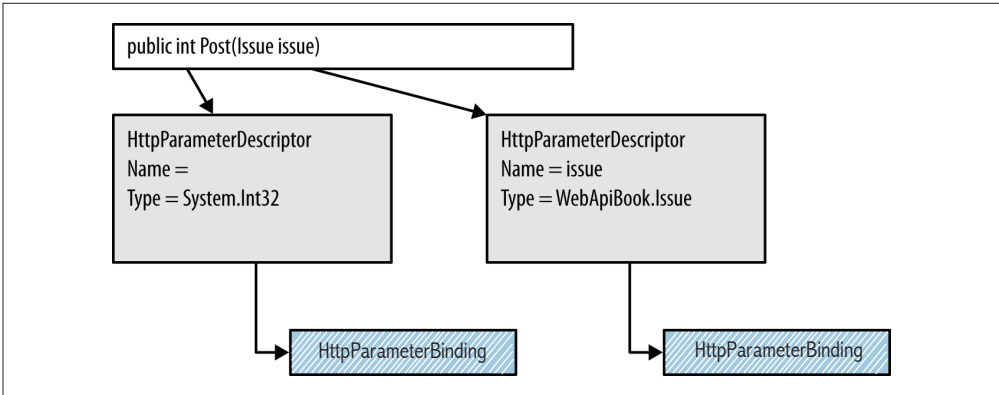 public int Post(Issue issue)
HttpParameterDescriptor
Name =
Type = System.Int32
HttpParameterDescriptor
Name = issue
Type = WebApiBook.Issue
HttpParameterBinding
HttpParameterBinding